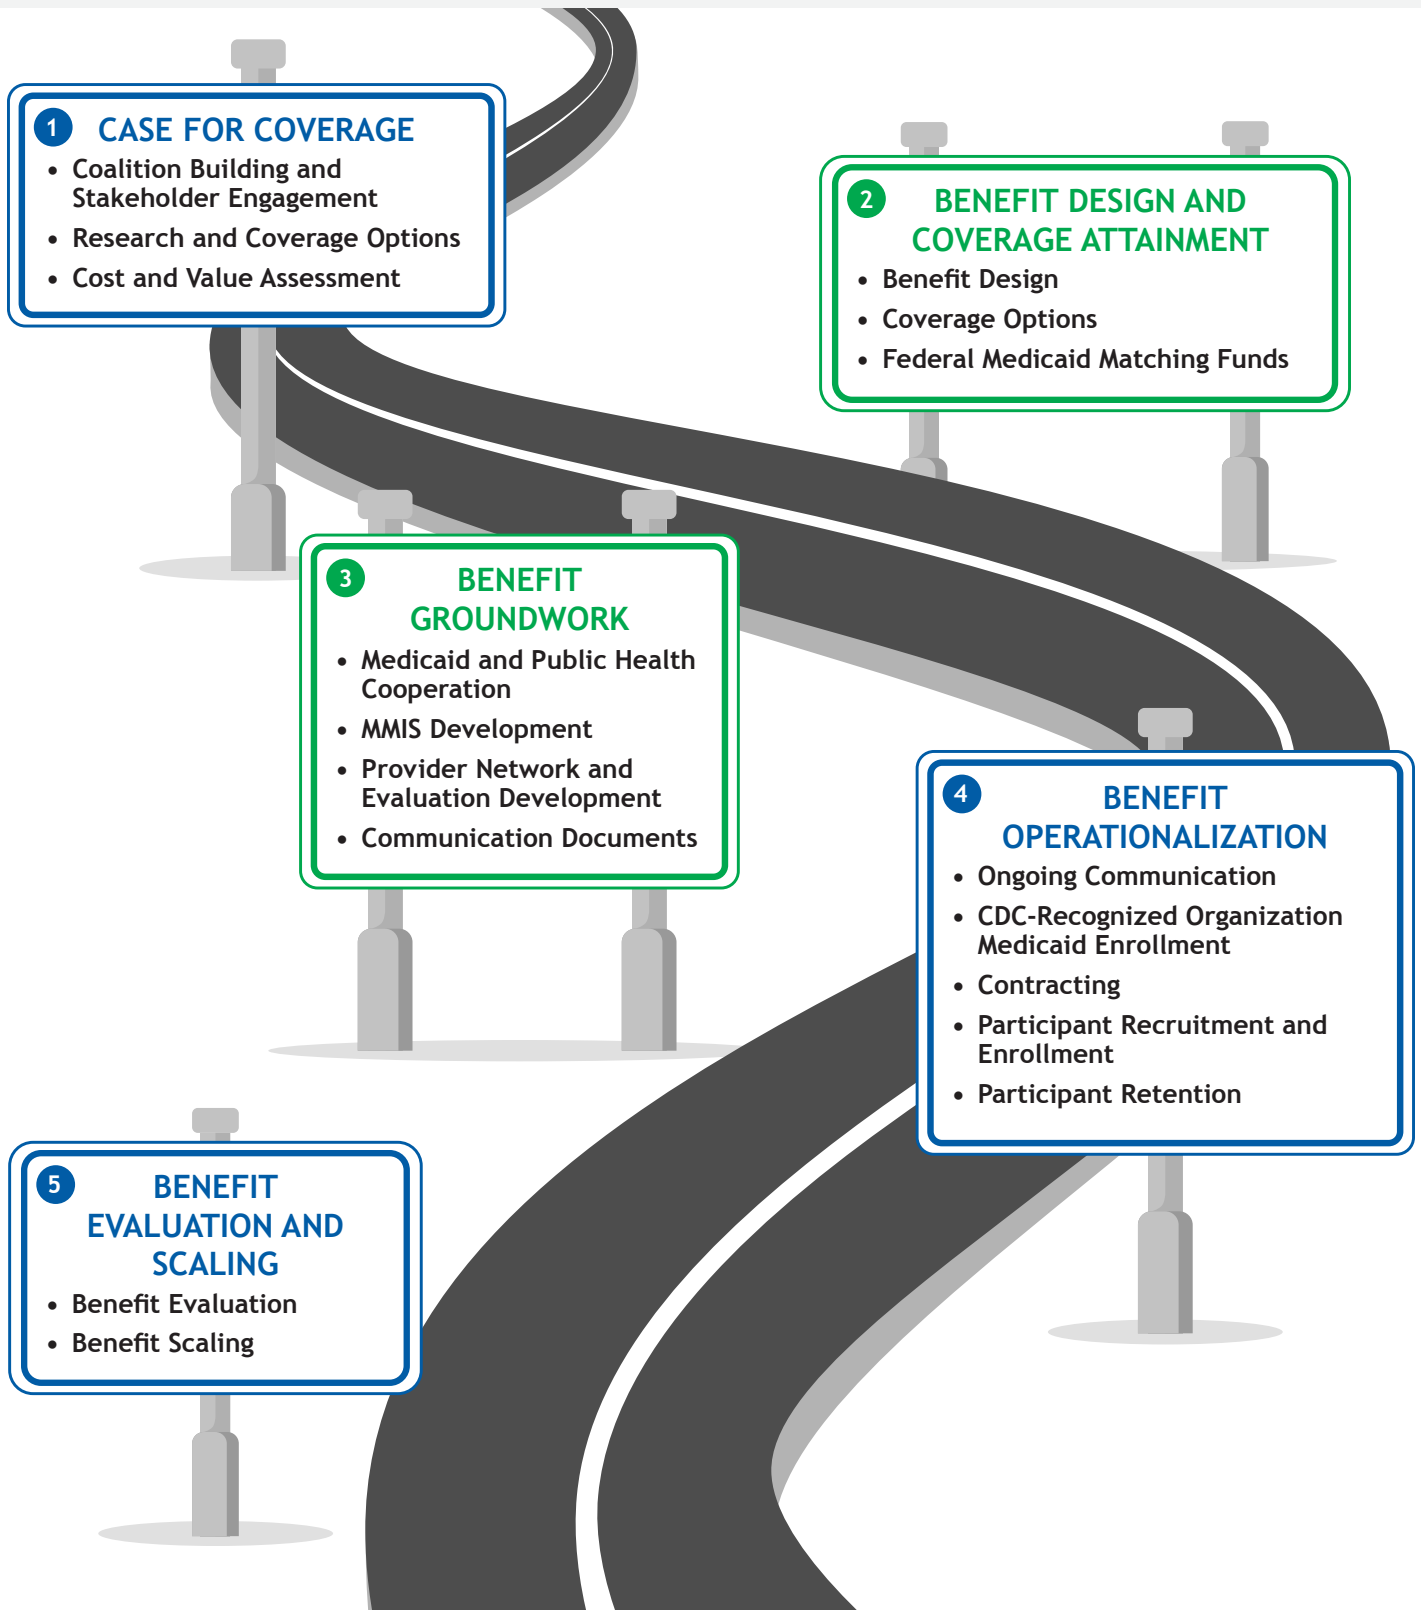 1
CASE FOR COVERAGE
• Coalition Building and
Stakeholder Engagement
• Research and Coverage Options
• Cost and Value Assessment
2
BENEFIT DESIGN AND
COVERAGE ATTAINMENT
• Benefit Design
• Coverage Options
• Federal Medicaid Matching Funds
3
BENEFIT
GROUNDWORK
• Medicaid and Public Health
Cooperation
• MMIS Development
• Provider Network and
Evaluation Development
• Communication Documents
4
BENEFIT
OPERATIONALIZATION
• Ongoing Communication
• CDC-Recognized Organization
Medicaid Enrollment
• Contracting
• Participant Recruitment and
Enrollment
• Participant Retention
5
BENEFIT
EVALUATION AND
SCALING
• Benefit Evaluation
• Benefit Scaling